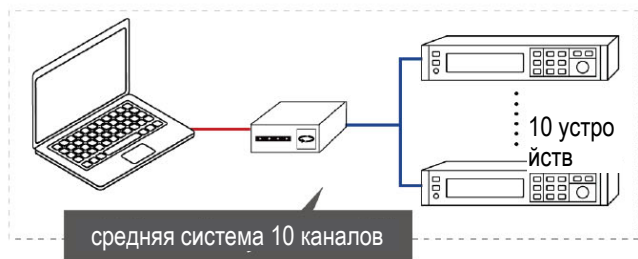 10 устро
йств
средняя система 10 каналов